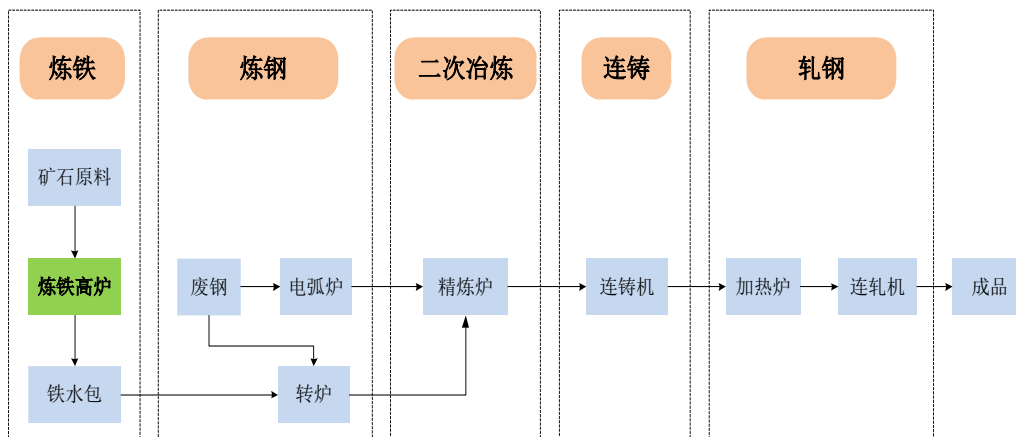 炼铁
炼钢
二次冶炼
连铸
轧钢
矿石原料
炼铁高炉
废钢
电弧炉
精炼炉
连铸机
加热炉
连轧机
成品
铁水包
转炉